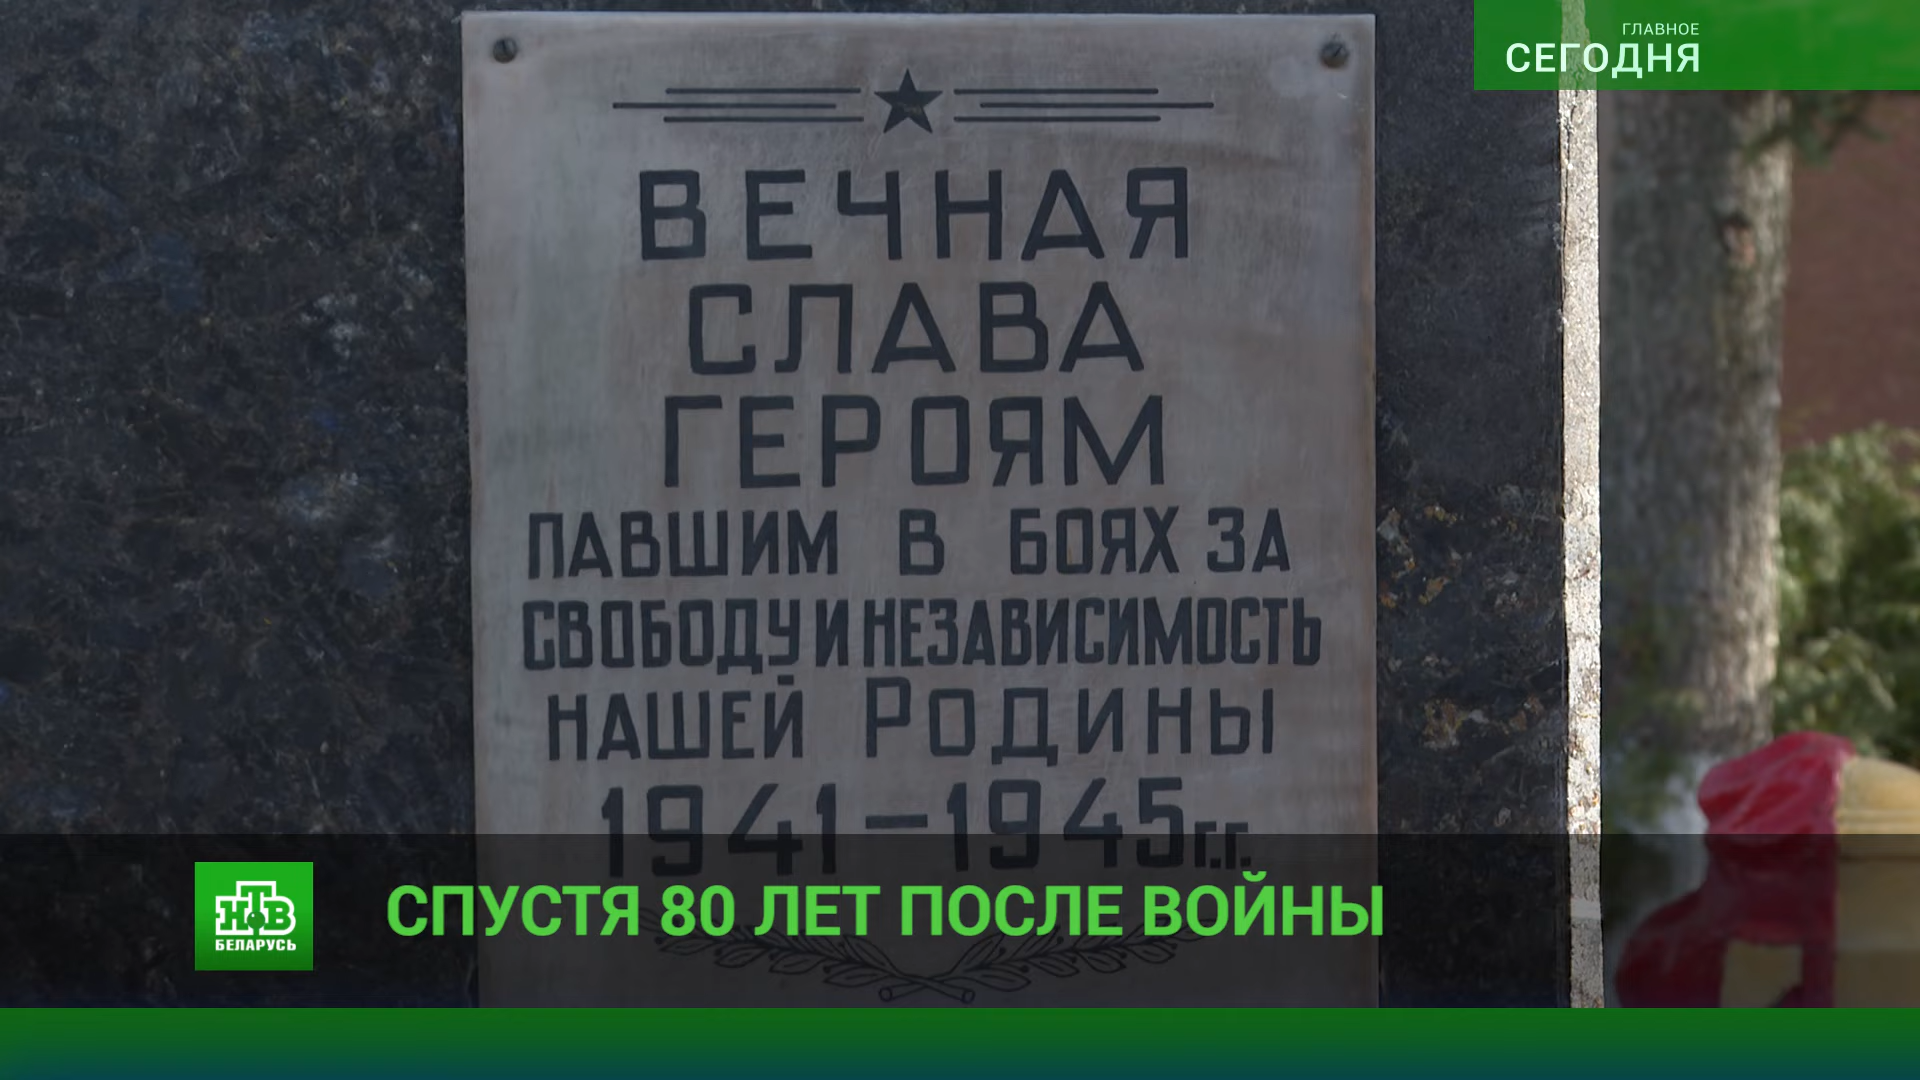 ГЛАВНОЕ
СЕГОДНЯ
ВЕЧНАЯ
СЛАВА
ГЕРОЯМ
ПАВШИМ В БОЯХ ЗА
СВОБОДУ И НЕЗАВИСИМОСТЬ
НАШЕЙ РОДИНЫ
1941-1945г.г.
НТВ
БЕЛАРУСЬ
СПУСТЯ 80 ЛЕТ ПОСЛЕ ВОЙНЫ